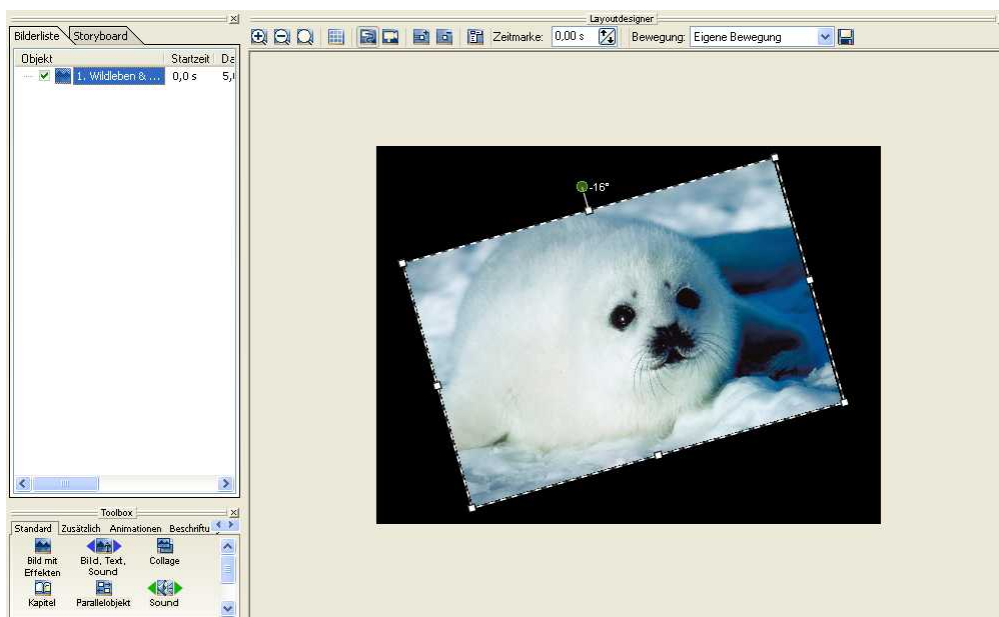 Layoutdesigner
Bilderliste Storyboard
Zeitmarke: 0,00 s Bewegung: Eigene Bewegung
Objekt Startzeit
1. Wildleben & ... 0,0 s
-16°
Toolbox
Standard Zusätzlich Animationen Beschriftu
Bild mit Effekten
Bild, Text, Sound
Collage
Kapitel Parallelobjekt Sound